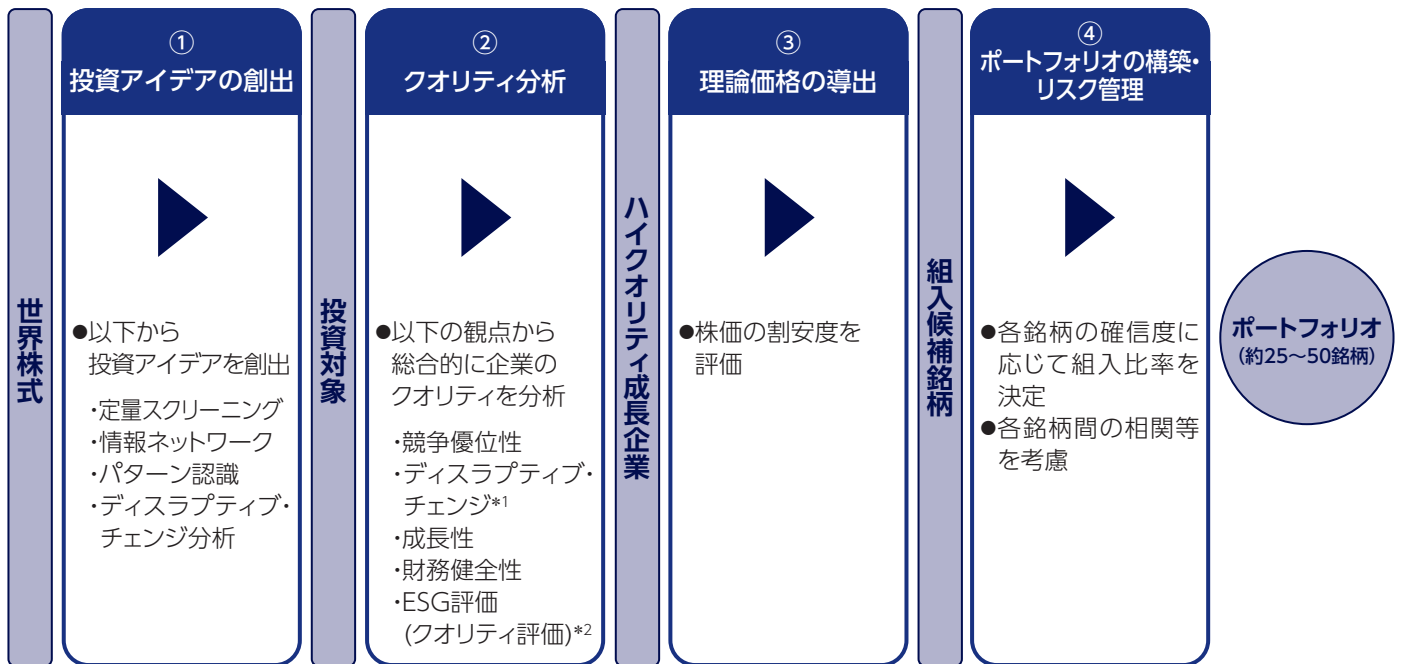 世界株式
①
投資アイデアの創出
●以下から
投資アイデアを創出
・定量スクリーニング
・情報ネットワーク
・パターン認識
・ディスラプティブ・
チェンジ分析
投資対象
②
クオリティ分析
●以下の観点から
総合的に企業の
クオリティを分析
・競争優位性
・ディスラプティブ・
チェンジ*1
・成長性
・財務健全性
・ESG評価
(クオリティ評価)*2
ハイクオリティ成長企業
③
理論価格の導出
●株価の割安度を
評価
組入候補銘柄
④
ポートフォリオの構築・
リスク管理
●各銘柄の確信度に
応じて組入比率を
決定
●各銘柄間の相関等
を考慮
ポートフォリオ
(約25〜50銘柄)